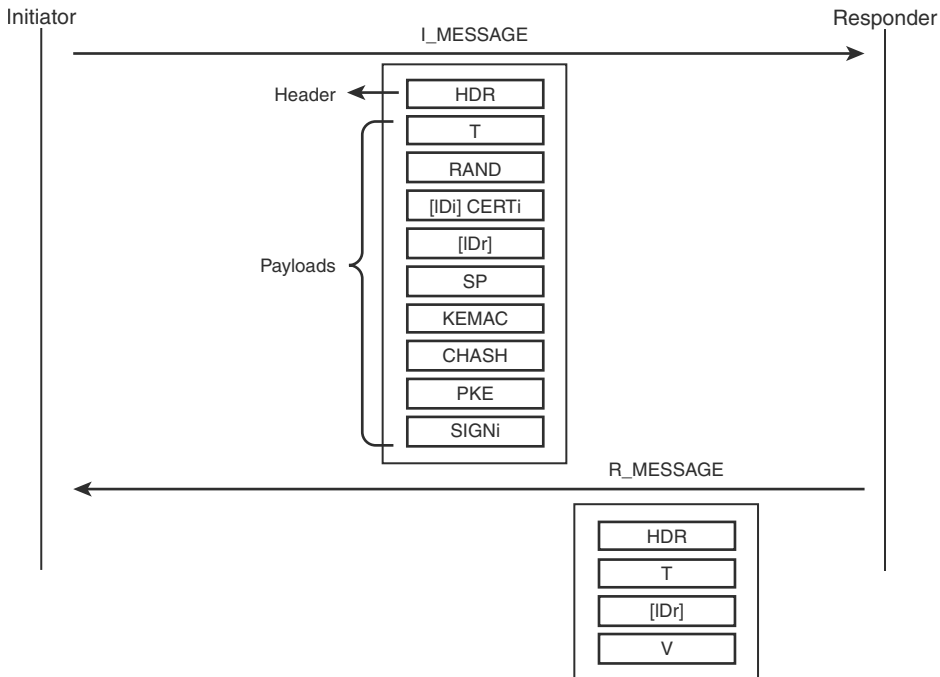 Initiator
Responder
I_MESSAGE
Header
HDR
T
RAND
[IDi] CERTi
[IDr]
Payloads
SP
KEMAC
CHASH
PKE
SIGNi
R_MESSAGE
HDR
T
[IDr]
V